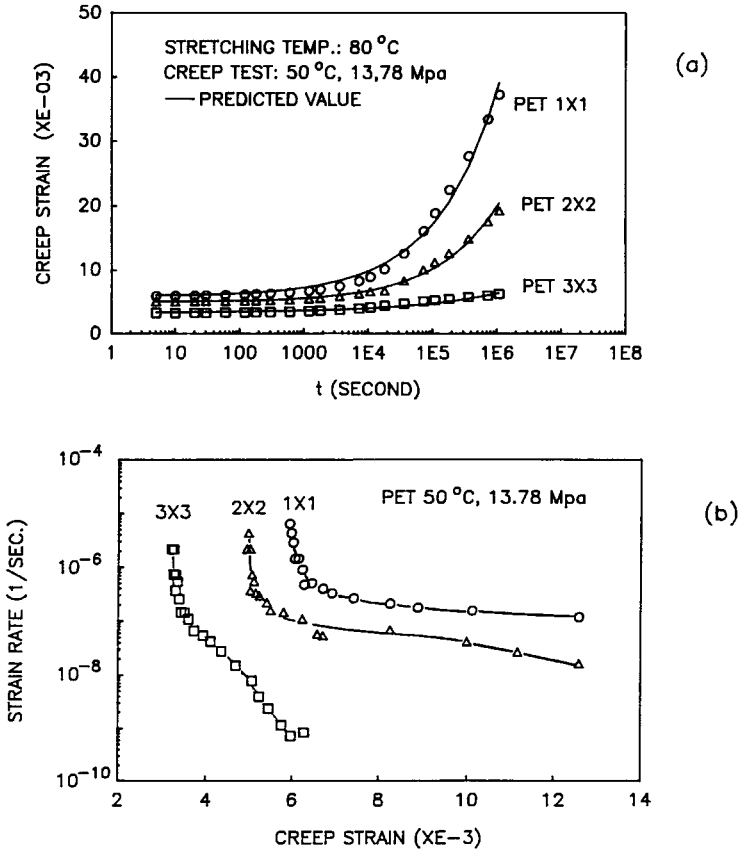 50
40
30
20
10
0
CREEP STRAIN (XE-03)
STRETCHING TEMP.: 80 °C
CREEP TEST: 50 °C, 13,78 Mpa
PREDICTED VALUE
(a)
PET 1X1
PET 2X2
PET 3X3
1 10 100 1000 1E4 1E5 1E6 1E7 1E8
t (SECOND)
10⁻⁴
10⁻⁶
10⁻⁸
10⁻¹⁰
STRAIN RATE (1/SEC.)
3X3 2X2 1X1
PET 50 °C, 13.78 Mpa
(b)
2 4 6 8 10 12 14
CREEP STRAIN (XE-3)